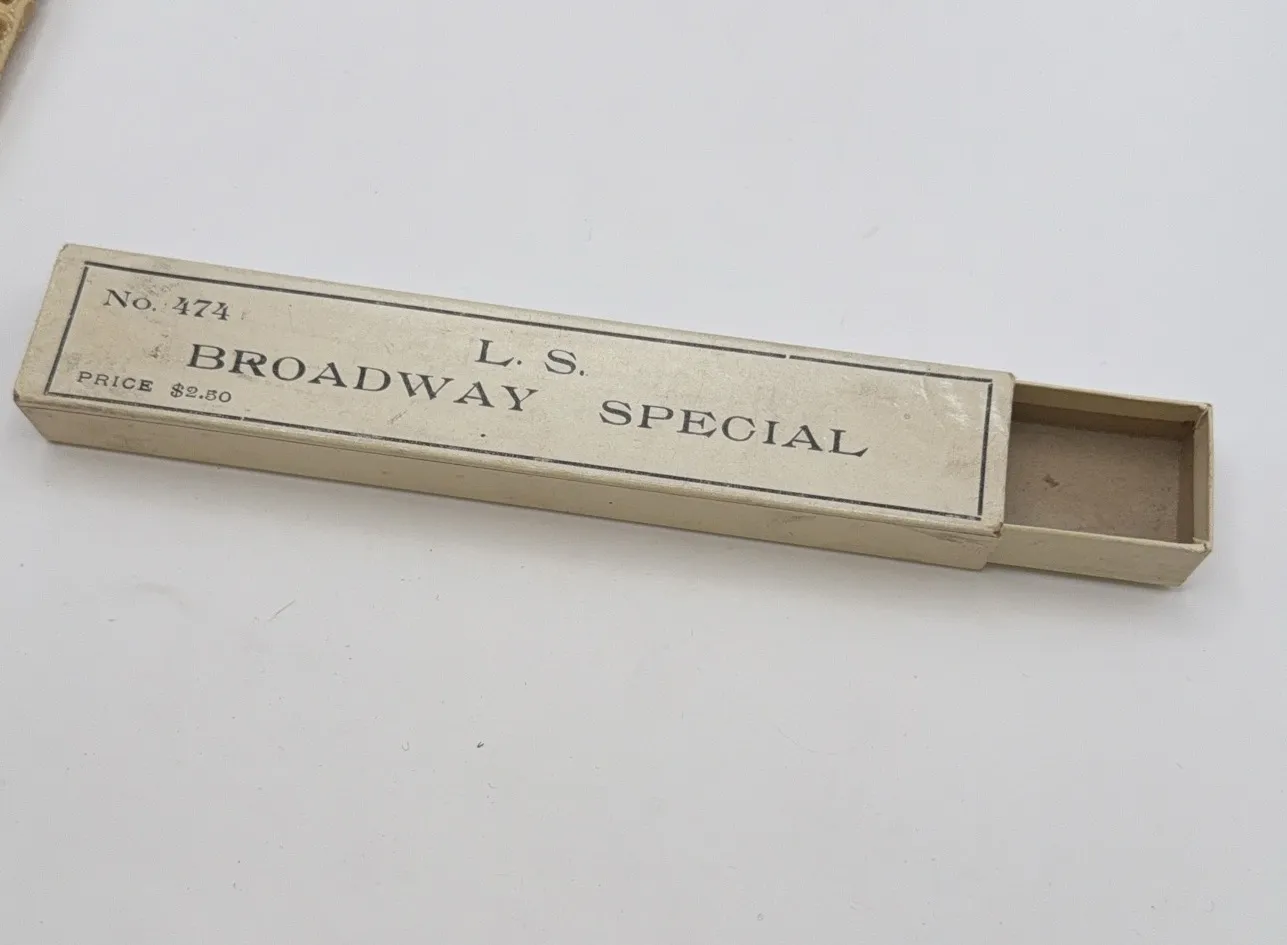 No. 474
L. S.
BROADWAY SPECIAL
PRICE $2.50